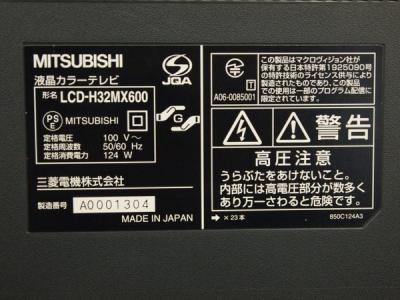 MITSUBISHI
JQA
液晶カラーテレビ
形名 LCD-H32MX600
PS
E
MITSUBISHI
G
定格電圧 100 V~
定格周波数 50/60 Hz
定格消費電力 124 W
三菱電機株式会社
製造番号 A0001304
MADE IN JAPAN
この製品はマクロヴィジョン社が
保有する日本特許第1925090号
の特許技術のライセンス供与によ
り認められたもので、この製品
での使用は一部のプログラム配信
に限定されます。
T
A06-0085001
警告
高圧注意
うらぶたをあけないこと。
内部には高電圧部分が数多く
あり万一さわると危険です。
× 23本
850C124A3